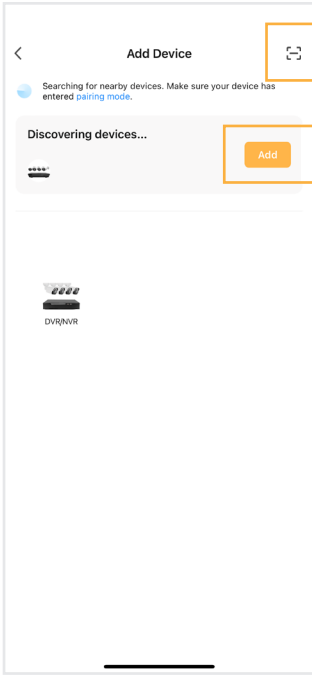 Add Device
Searching for nearby devices. Make sure your device has
entered pairing mode.
Discovering devices...
Add
DVR/NVR